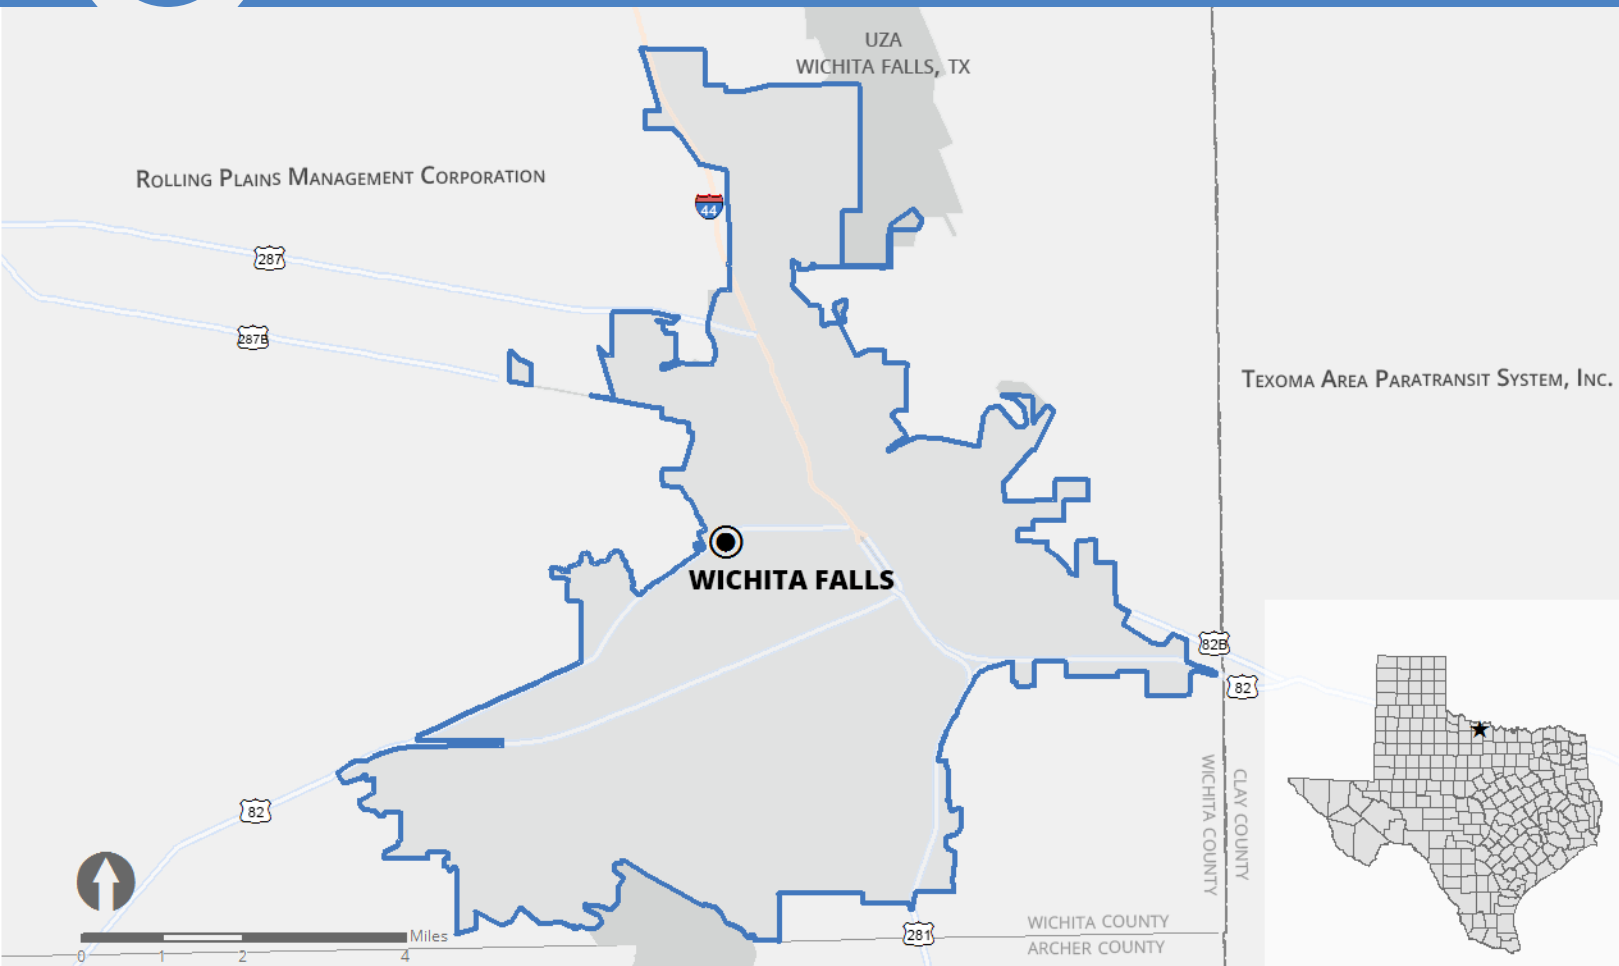 UZA
WICHITA FALLS, TX
ROLLING PLAINS MANAGEMENT CORPORATION
44
287
287B
TEXOMA AREA PARATRANSIT SYSTEM, INC.
WICHITA FALLS
82B
82
82
WICHITA COUNTY
CLAY COUNTY
WICHITA COUNTY
ARCHER COUNTY
281
Miles
0 1 2 4